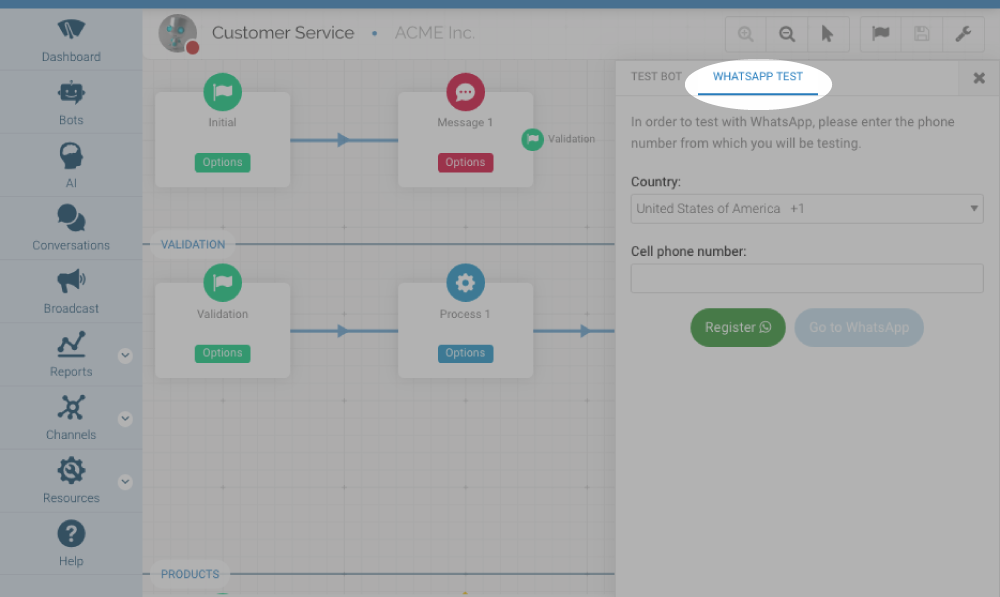 Dashboard
Bots
AI
Conversations
Broadcast
Reports
Channels
Resources
?
Help
Customer Service • ACME Inc.
Initial
Options
Message 1
Options
Validation
VALIDATION
Validation
Options
Process 1
Options
PRODUCTS
TEST BOT WHATSAPP TEST
In order to test with WhatsApp, please enter the phone
number from which you will be testing.
Country:
United States of America +1
Cell phone number:
Register
Go to WhatsApp